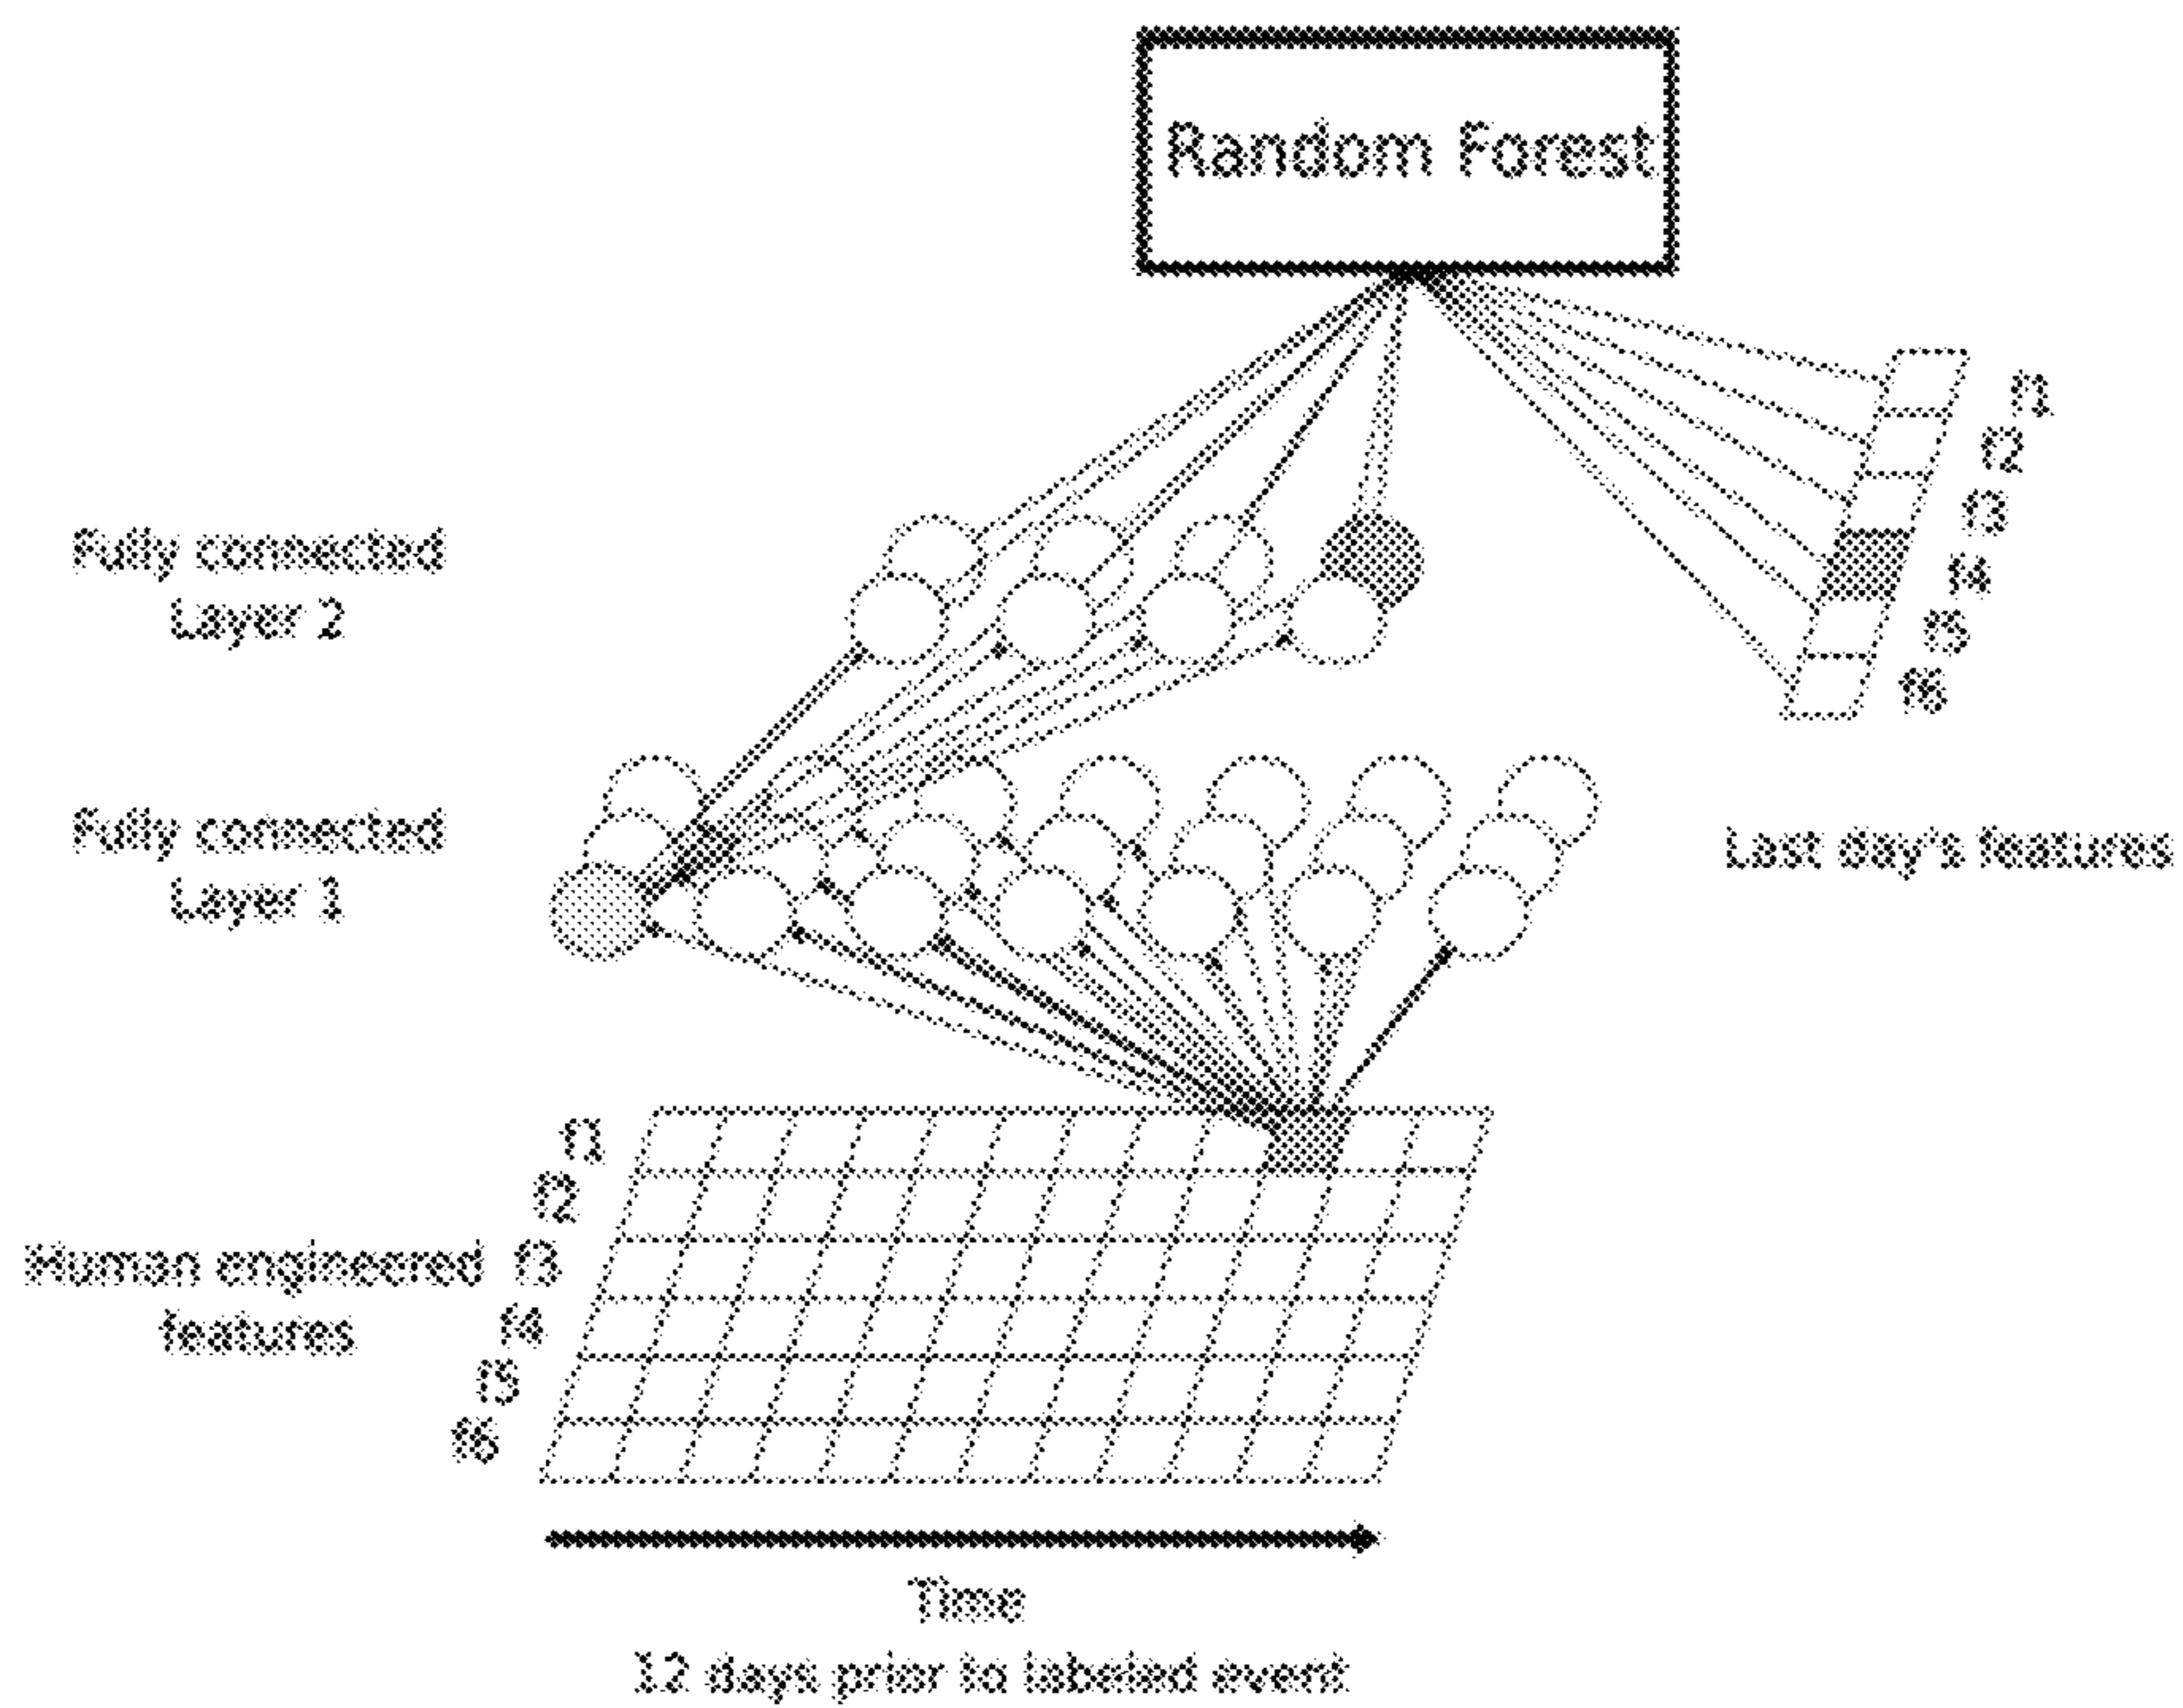 Random Forest
f1
f2
f3
f4
f5
f6
Fully connected
Layer 2
Fully connected
Layer 1
Last day's features
f1
f2
Human engineered f3
features
f4
f5
f6
Time
12 days prior to labeled event